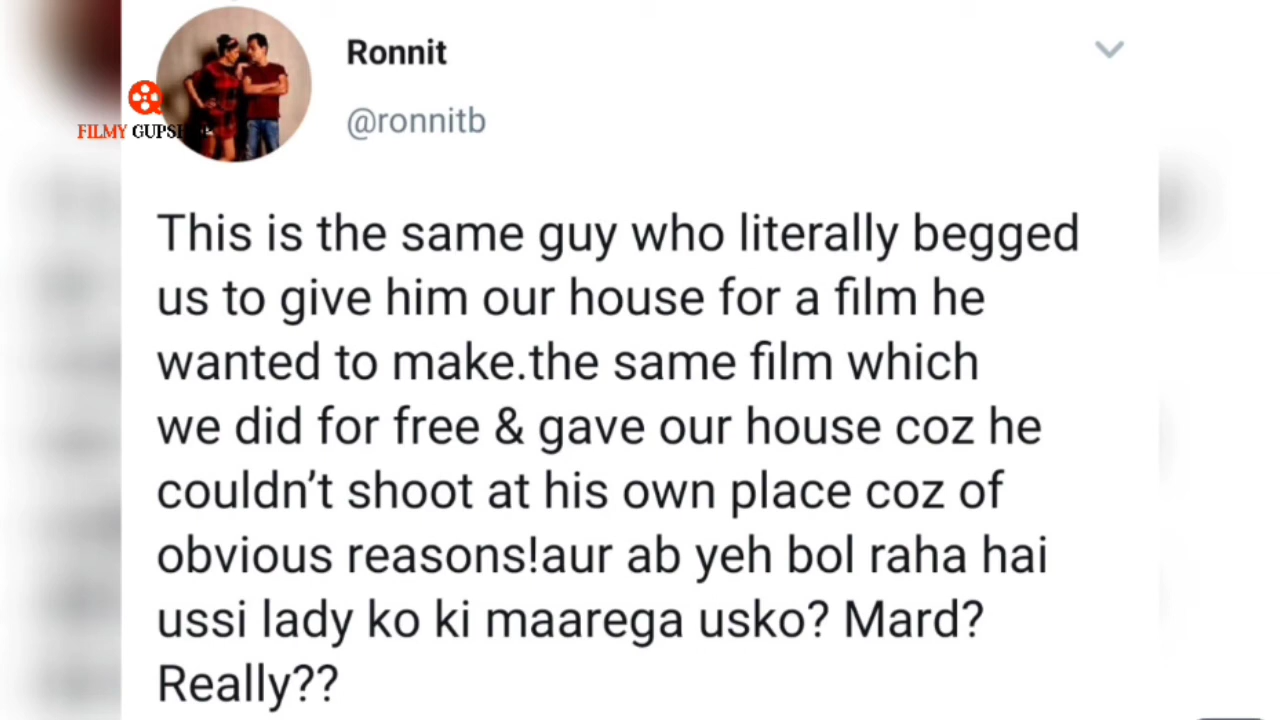 Ronnit
@ronnitb
FILMY GUPSH
This is the same guy who literally begged
us to give him our house for a film he
wanted to make.the same film which
we did for free & gave our house coz he
couldn’t shoot at his own place coz of
obvious reasons!aur ab yeh bol raha hai
ussi lady ko ki maarega usko? Mard?
Really??